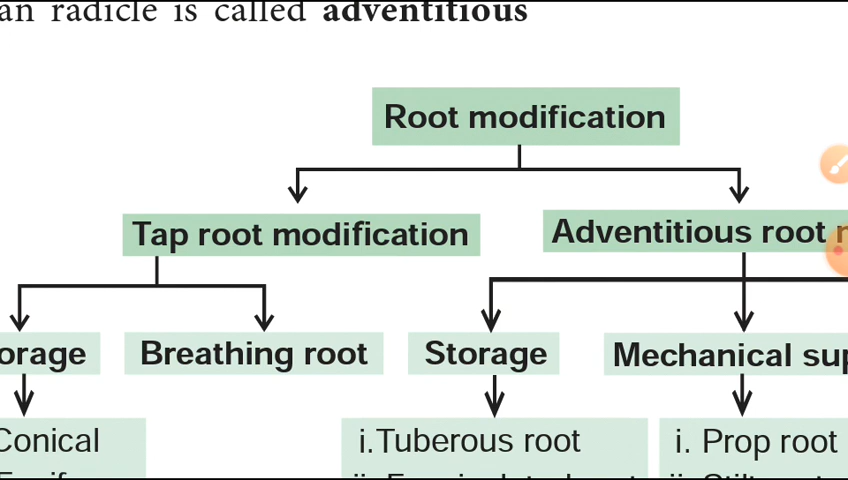 an radicle is called adventitious
Root modification
Tap root modification
Adventitious root
orage
Breathing root
Storage
Mechanical sup
Conical
i.Tuberous root
i. Prop root